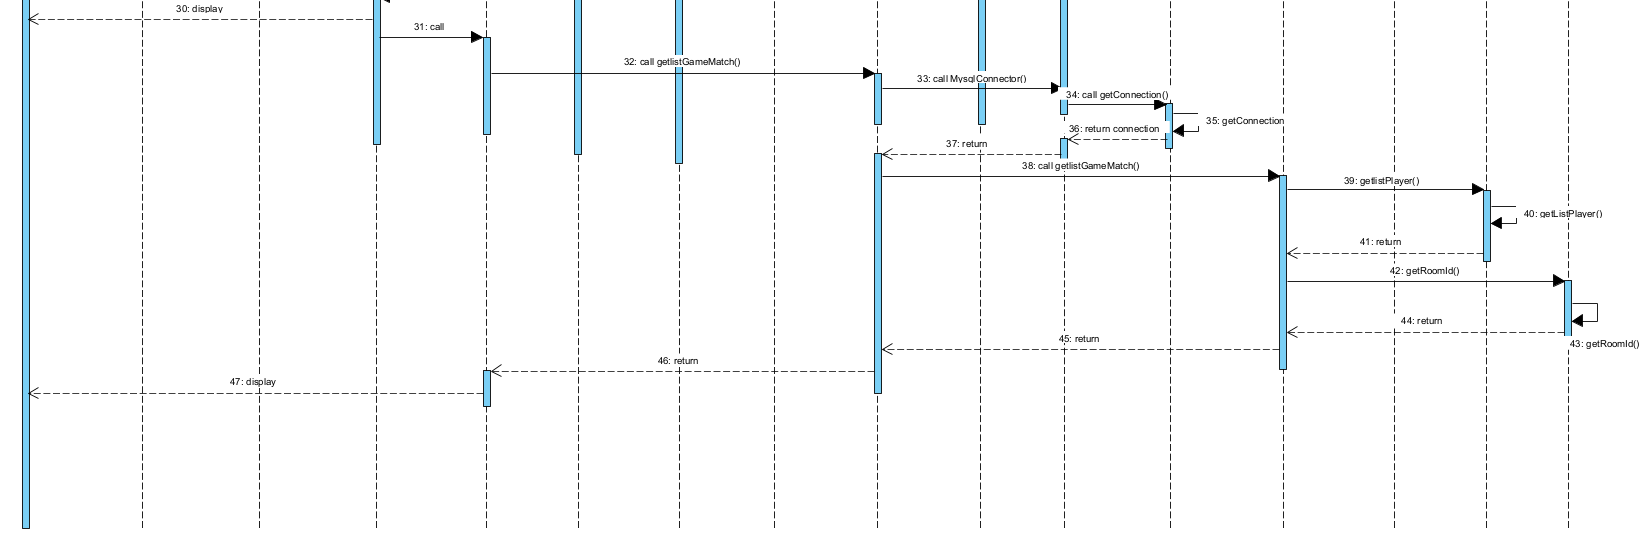 30: display
31: call
32: call getlistGameMatch()
33: call MysqlConnector()
34: call getConnection()
35: getConnection
36: return connection
37: return
38: call getlistGameMatch()
39: getlistPlayer()
40: getListPlayer()
41: return
42: getRoomId()
44: return
43: getRoomId()
45: return
46: return
47: display